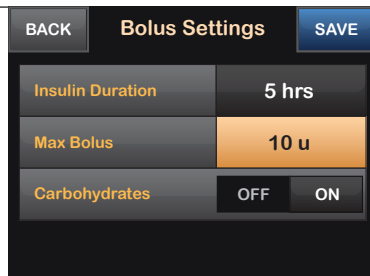 BACK Bolus Settings SAVE
Insulin Duration 5 hrs
Max Bolus 10 u
Carbohydrates OFF ON